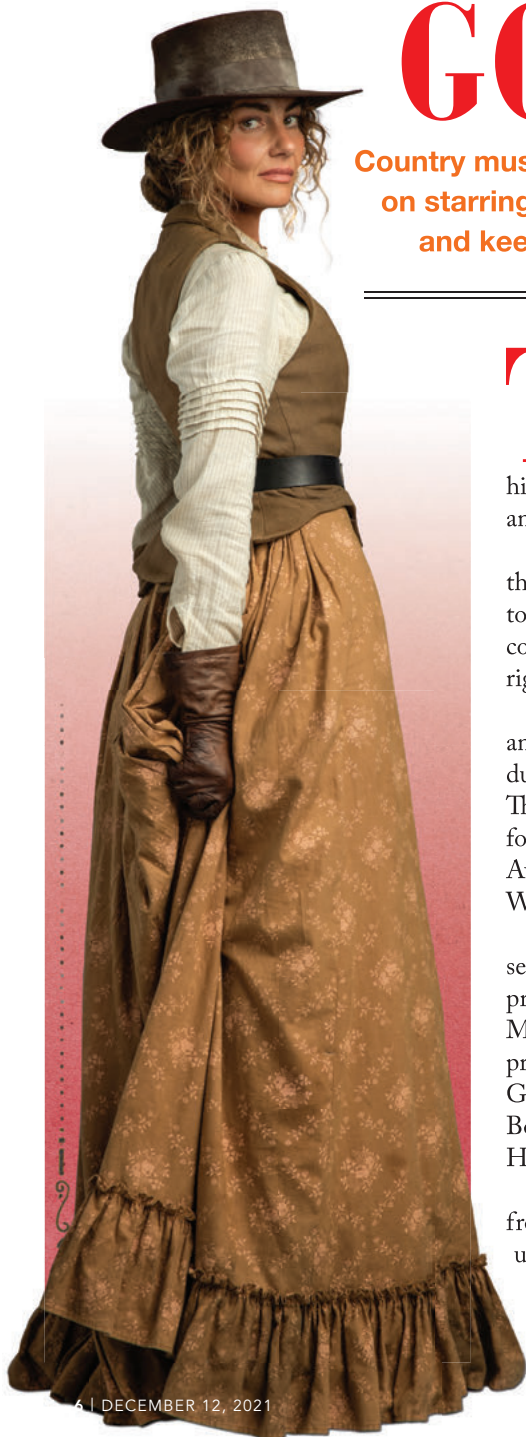 GO
Country mus
on starring
and kee
T
hi
an
th
to
co
rig
an
du
Th
fo
A
W
se
pr
M
pr
G
Be
H
fro
u
6 | DECEMBER 12, 2021